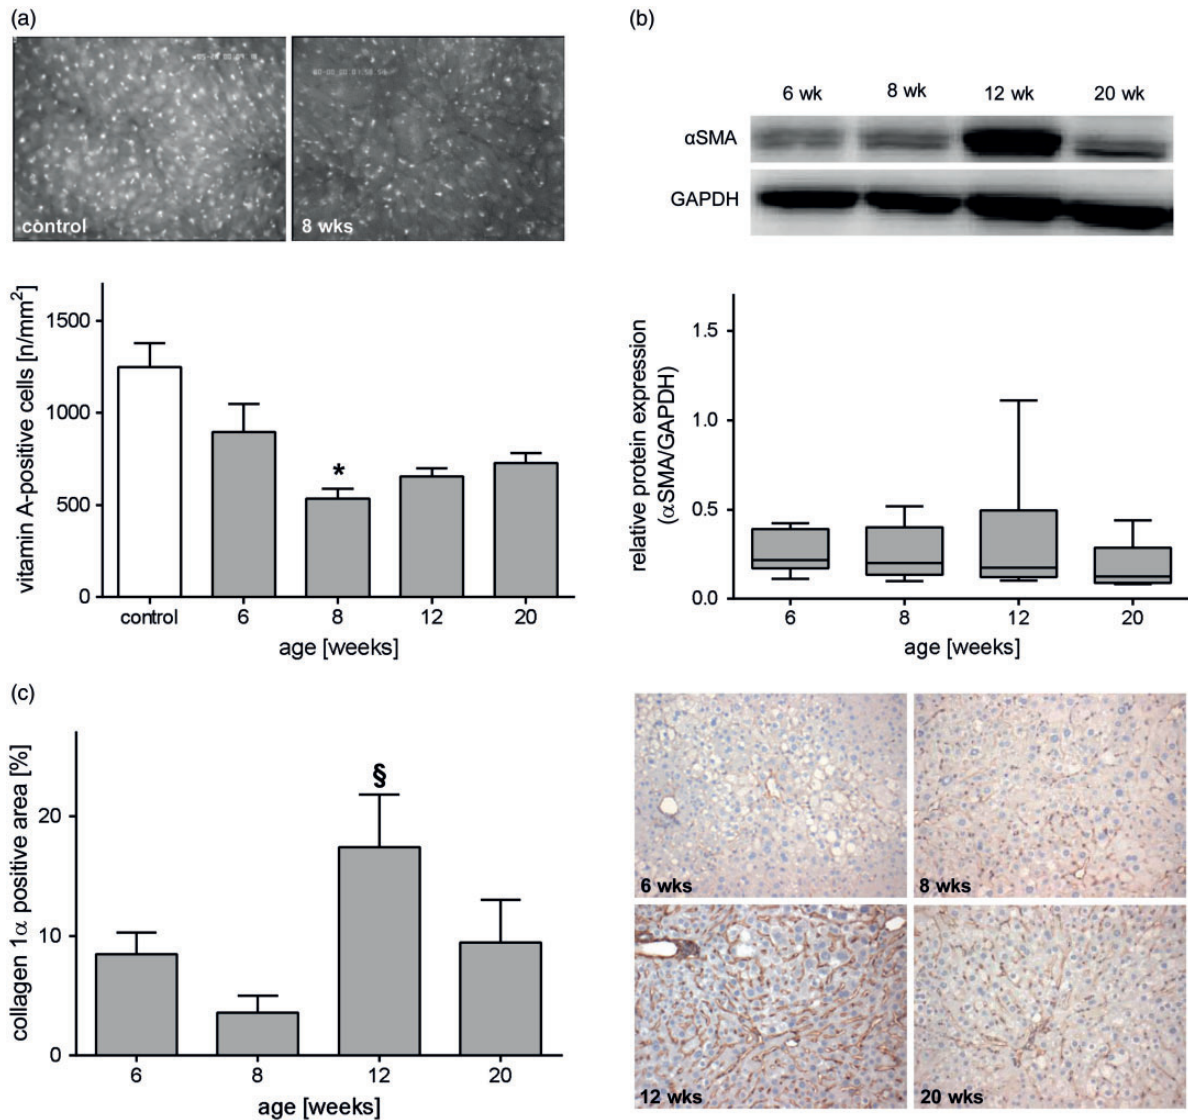 (a)
control
8 wks
vitamin A-positive cells [n/mm²]
1500
1000
500
0
*
control 6 8 12 20
age [weeks]
(b)
6 wk 8 wk 12 wk 20 wk
αSMA
GAPDH
relative protein expression
(αSMA/GAPDH)
1.5
1.0
0.5
0.0
6 8 12 20
age [weeks]
(c)
collagen 1α positive area [%]
20
10
0
§
6 8 12 20
age [weeks]
6 wks
8 wks
12 wks
20 wks